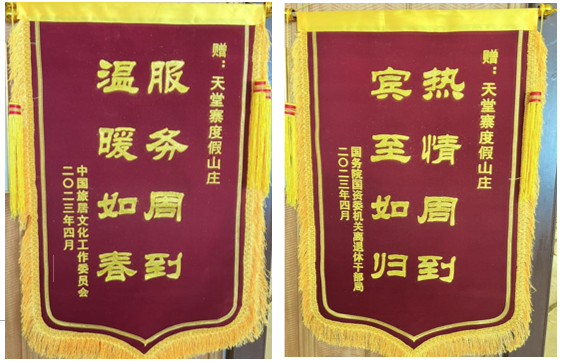 赠：天堂寨度假山庄
服务周到
温暖如春
中国旅居文化工作委员会
二〇二三年四月
赠：天堂寨度假山庄
热情周到
宾至如归
国务院国资委机关离退休干部局
二〇二三年四月